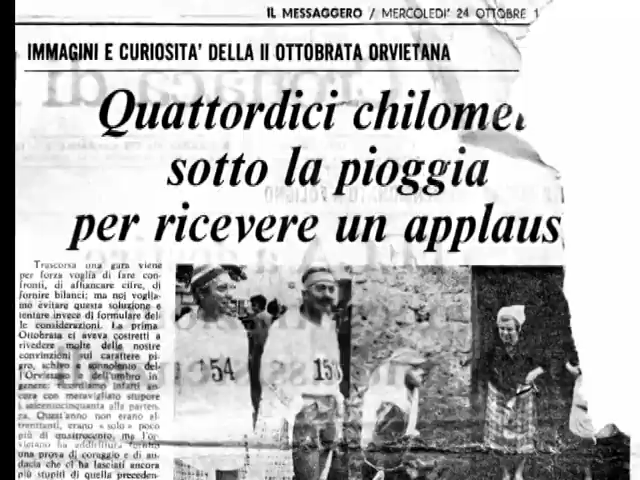 IL MESSAGGERO / MERCOLEDI' 24 OTTOBRE 1
IMMAGINI E CURIOSITA' DELLA II OTTOBRATA ORVIETANA
Quattordici chilome
sotto la pioggia
per ricevere un applaus
Trascorsa una gara viene
per forza voglia di fare con-
fronti, di affiancare cifre, di
fornire bilanci; ma noi voglia-
mo evitare questa soluzione e
tentare invece di formulare del-
le considerazioni. La prima
Ottobrata ci aveva costretti a
rivedere molte delle nostre
convinzioni sul carattere pi-
gro, schivo e sonnolento del-
l'Orvietano e dell'umbro in
genere: ricordiamo infatti an-
cora con meravigliato stupore
i seicentocinquanta alla parten-
za. Quest'anno non erano al-
trettanti, erano « solo » poco
più di quattrocento, ma l'or-
vietano ha addirittura fornito
una prova di coraggio e di au-
dacia che ci ha lasciati ancora
più stupiti di quella preceden-
154
15